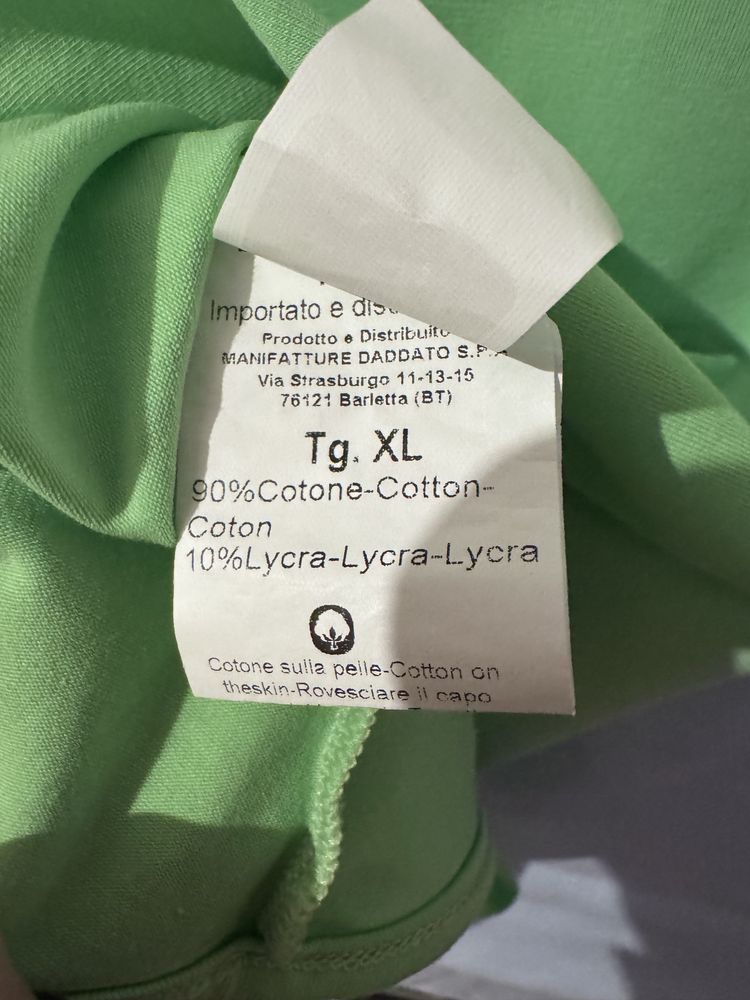 Importato e
Prodotto e Distribuito
MANIFATTURE DADDATO S.P.A
Via Strasburgo 11-13-15
76121 Barletta (BT)
Tg. XL
90%Cotone-Cotton-
Coton
10%Lycra-Lycra-Lycra
Cotone sulla pelle-Cotton on
theskin-Rovesciare il capo